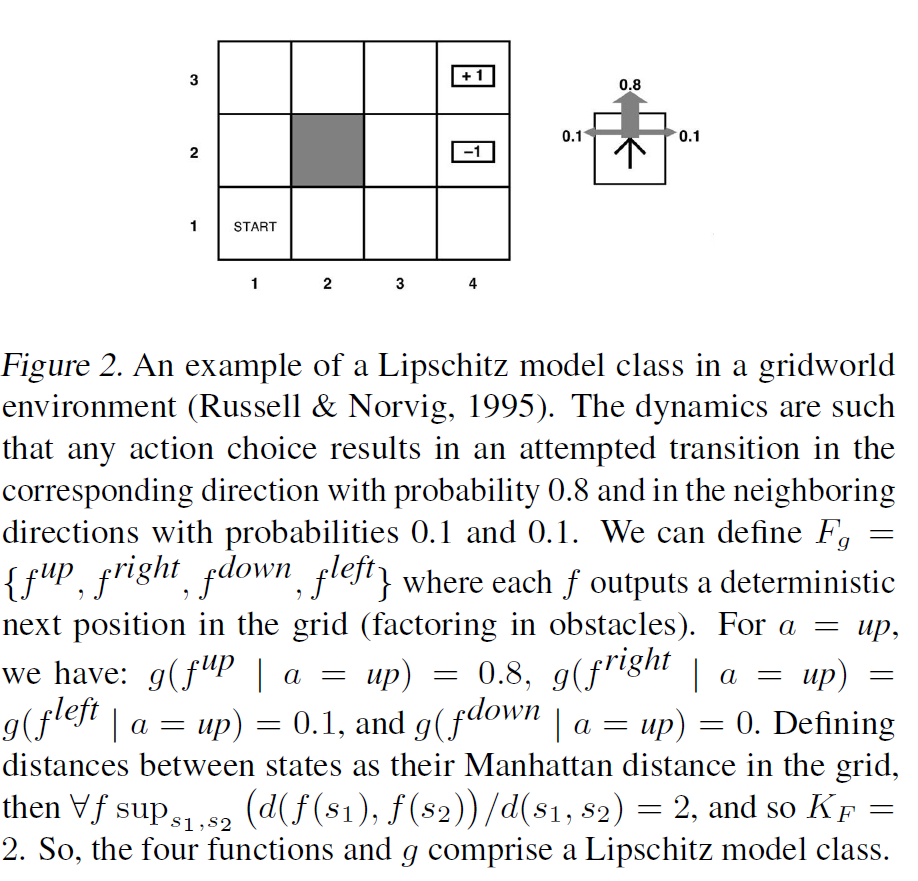 3
+ 1
0.8
2
−1
0.1
0.1
1
START
1 2 3 4
Figure 2. An example of a Lipschitz model class in a gridworld
environment (Russell & Norvig, 1995). The dynamics are such
that any action choice results in an attempted transition in the
corresponding direction with probability 0.8 and in the neighboring
directions with probabilities 0.1 and 0.1. We can define F_g =
{f^up, f^right, f^down, f^left} where each f outputs a deterministic
next position in the grid (factoring in obstacles). For a = up,
we have: g(f^up | a = up) = 0.8, g(f^right | a = up) =
g(f^left | a = up) = 0.1, and g(f^down | a = up) = 0. Defining
distances between states as their Manhattan distance in the grid,
then ∀f sup_{s_1,s_2} (d(f(s_1), f(s_2))/d(s_1, s_2) = 2, and so K_F =
2. So, the four functions and g comprise a Lipschitz model class.